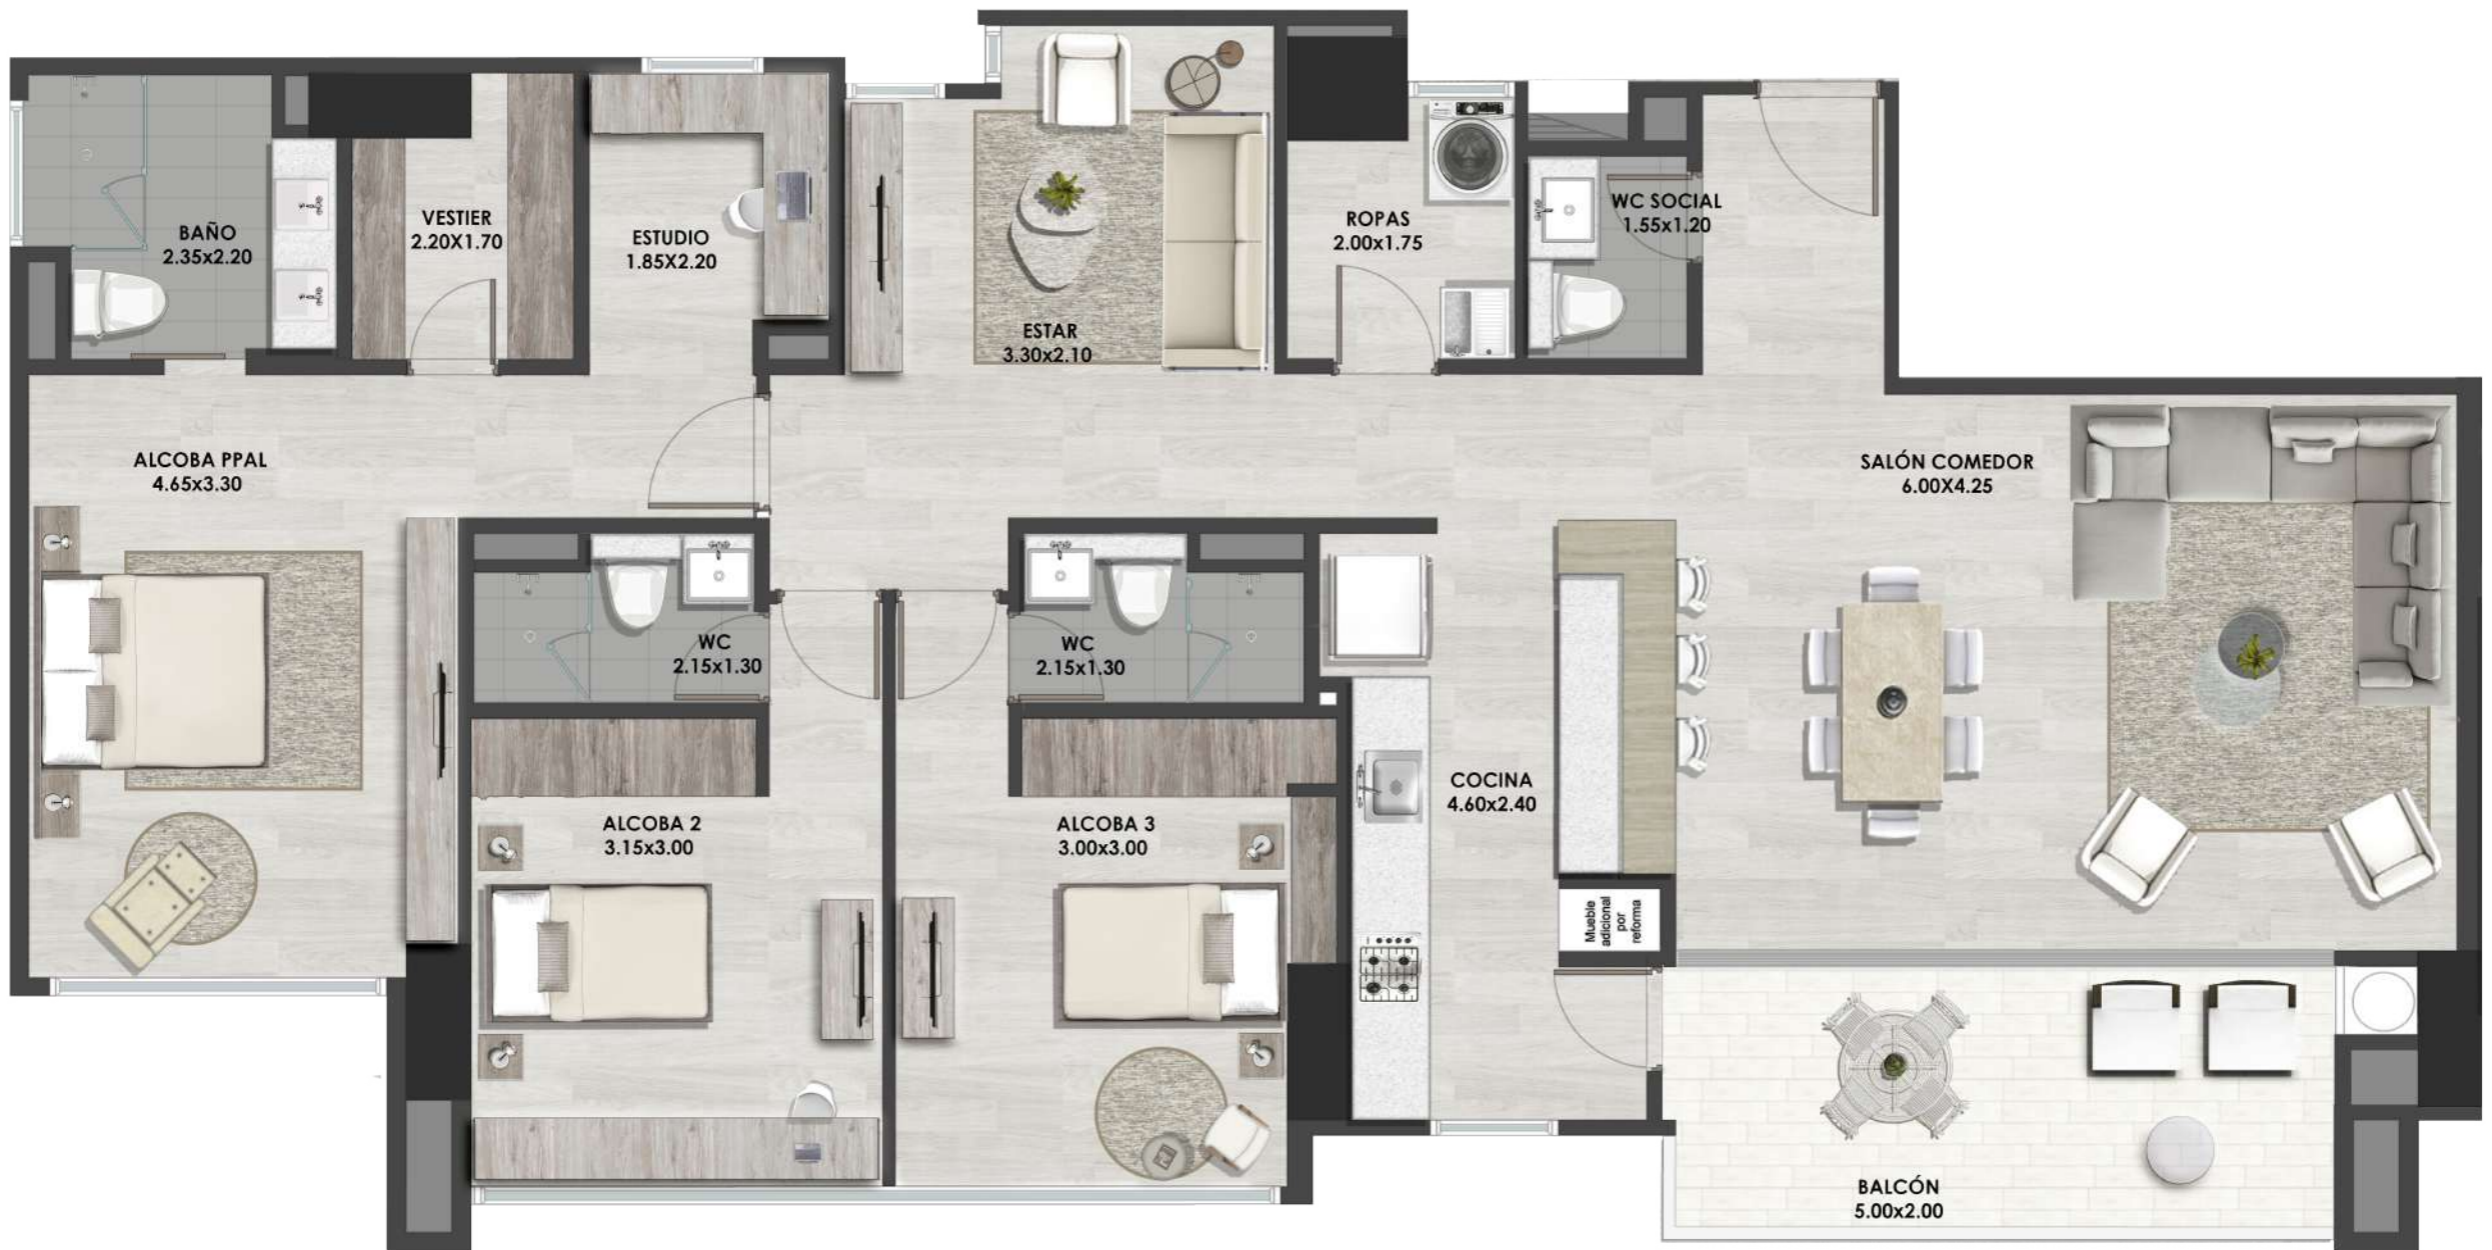 BAÑO
2.35x2.20
VESTIER
2.20X1.70
ESTUDIO
1.85X2.20
ESTAR
3.30x2.10
ROPAS
2.00x1.75
WC SOCIAL
1.55x1.20
ALCOBA PPAL
4.65x3.30
SALÓN COMEDOR
6.00X4.25
WC
2.15x1.30
WC
2.15x1.30
ALCOBA 2
3.15x3.00
ALCOBA 3
3.00x3.00
COCINA
4.60x2.40
Mueble
adicional
por
reforma
BALCÓN
5.00x2.00